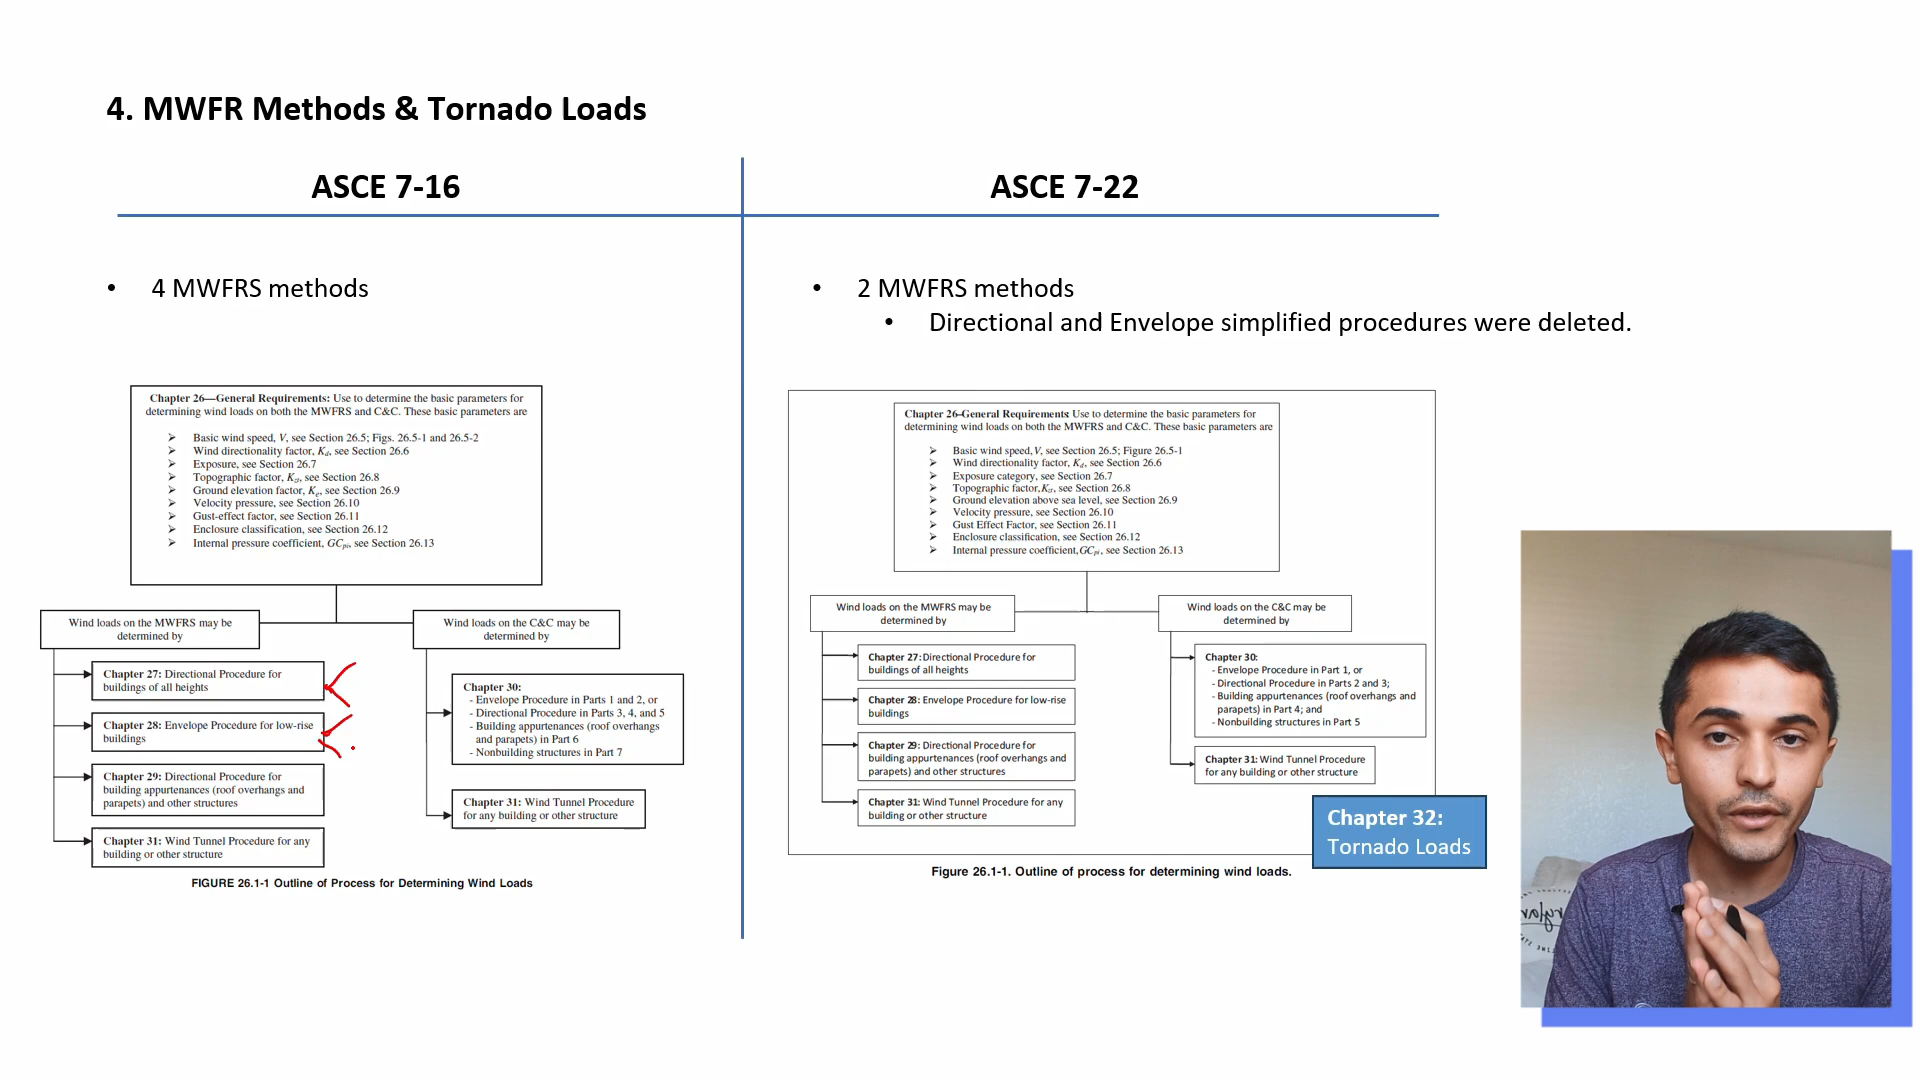 4. MWFR Methods & Tornado Loads
ASCE 7-16
• 4 MWFRS methods
Chapter 26—General Requirements: Use to determine the basic parameters for
determining wind loads on both the MWFRS and C&C. These basic parameters are
➢ Basic wind speed, V, see Section 26.5; Figs. 26.5-1 and 26.5-2
➢ Wind directionality factor, Kd, see Section 26.6
➢ Exposure, see Section 26.7
➢ Topographic factor, Kzt, see Section 26.8
➢ Ground elevation factor, Ke, see Section 26.9
➢ Velocity pressure, see Section 26.10
➢ Gust-effect factor, see Section 26.11
➢ Enclosure classification, see Section 26.12
➢ Internal pressure coefficient, GCpi, see Section 26.13
Wind loads on the MWFRS may be
determined by
Chapter 27: Directional Procedure for
buildings of all heights
Chapter 28: Envelope Procedure for low-rise
buildings
Chapter 29: Directional Procedure for
building appurtenances (roof overhangs and
parapets) and other structures
Chapter 31: Wind Tunnel Procedure for any
building or other structure
Wind loads on the C&C may be
determined by
Chapter 30:
- Envelope Procedure in Parts 1 and 2, or
- Directional Procedure in Parts 3, 4, and 5
- Building appurtenances (roof overhangs
and parapets) in Part 6
- Nonbuilding structures in Part 7
Chapter 31: Wind Tunnel Procedure
for any building or other structure
FIGURE 26.1-1 Outline of Process for Determining Wind Loads
ASCE 7-22
• 2 MWFRS methods
• Directional and Envelope simplified procedures were deleted.
Chapter 26-General Requirements: Use to determine the basic parameters for
determining wind loads on both the MWFRS and C&C. These basic parameters are
➢ Basic wind speed, V, see Section 26.5; Figure 26.5-1
➢ Wind directionality factor, Kd, see Section 26.6
➢ Exposure category, see Section 26.7
➢ Topographic factor, Kzt, see Section 26.8
➢ Ground elevation above sea level, see Section 26.9
➢ Velocity pressure, see Section 26.10
➢ Gust Effect Factor, see Section 26.11
➢ Enclosure classification, see Section 26.12
➢ Internal pressure coefficient, GCpi, see Section 26.13
Wind loads on the MWFRS may be
determined by
Chapter 27: Directional Procedure for
buildings of all heights
Chapter 28: Envelope Procedure for low-rise
buildings
Chapter 29: Directional Procedure for
building appurtenances (roof overhangs and
parapets) and other structures
Chapter 31: Wind Tunnel Procedure for any
building or other structure
Wind loads on the C&C may be
determined by
Chapter 30:
- Envelope Procedure in Part 1, or
- Directional Procedure in Parts 2 and 3;
- Building appurtenances (roof overhangs and
parapets) in Part 4; and
- Nonbuilding structures in Part 5
Chapter 31: Wind Tunnel Procedure
for any building or other structure
Chapter 32:
Tornado Loads
Figure 26.1-1. Outline of process for determining wind loads.